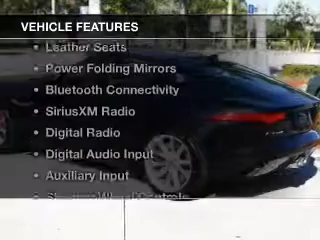 VEHICLE FEATURES
• Leather Seats
• Power Folding Mirrors
• Bluetooth Connectivity
• SiriusXM Radio
• Digital Radio
• Digital Audio Input
• Auxiliary Input